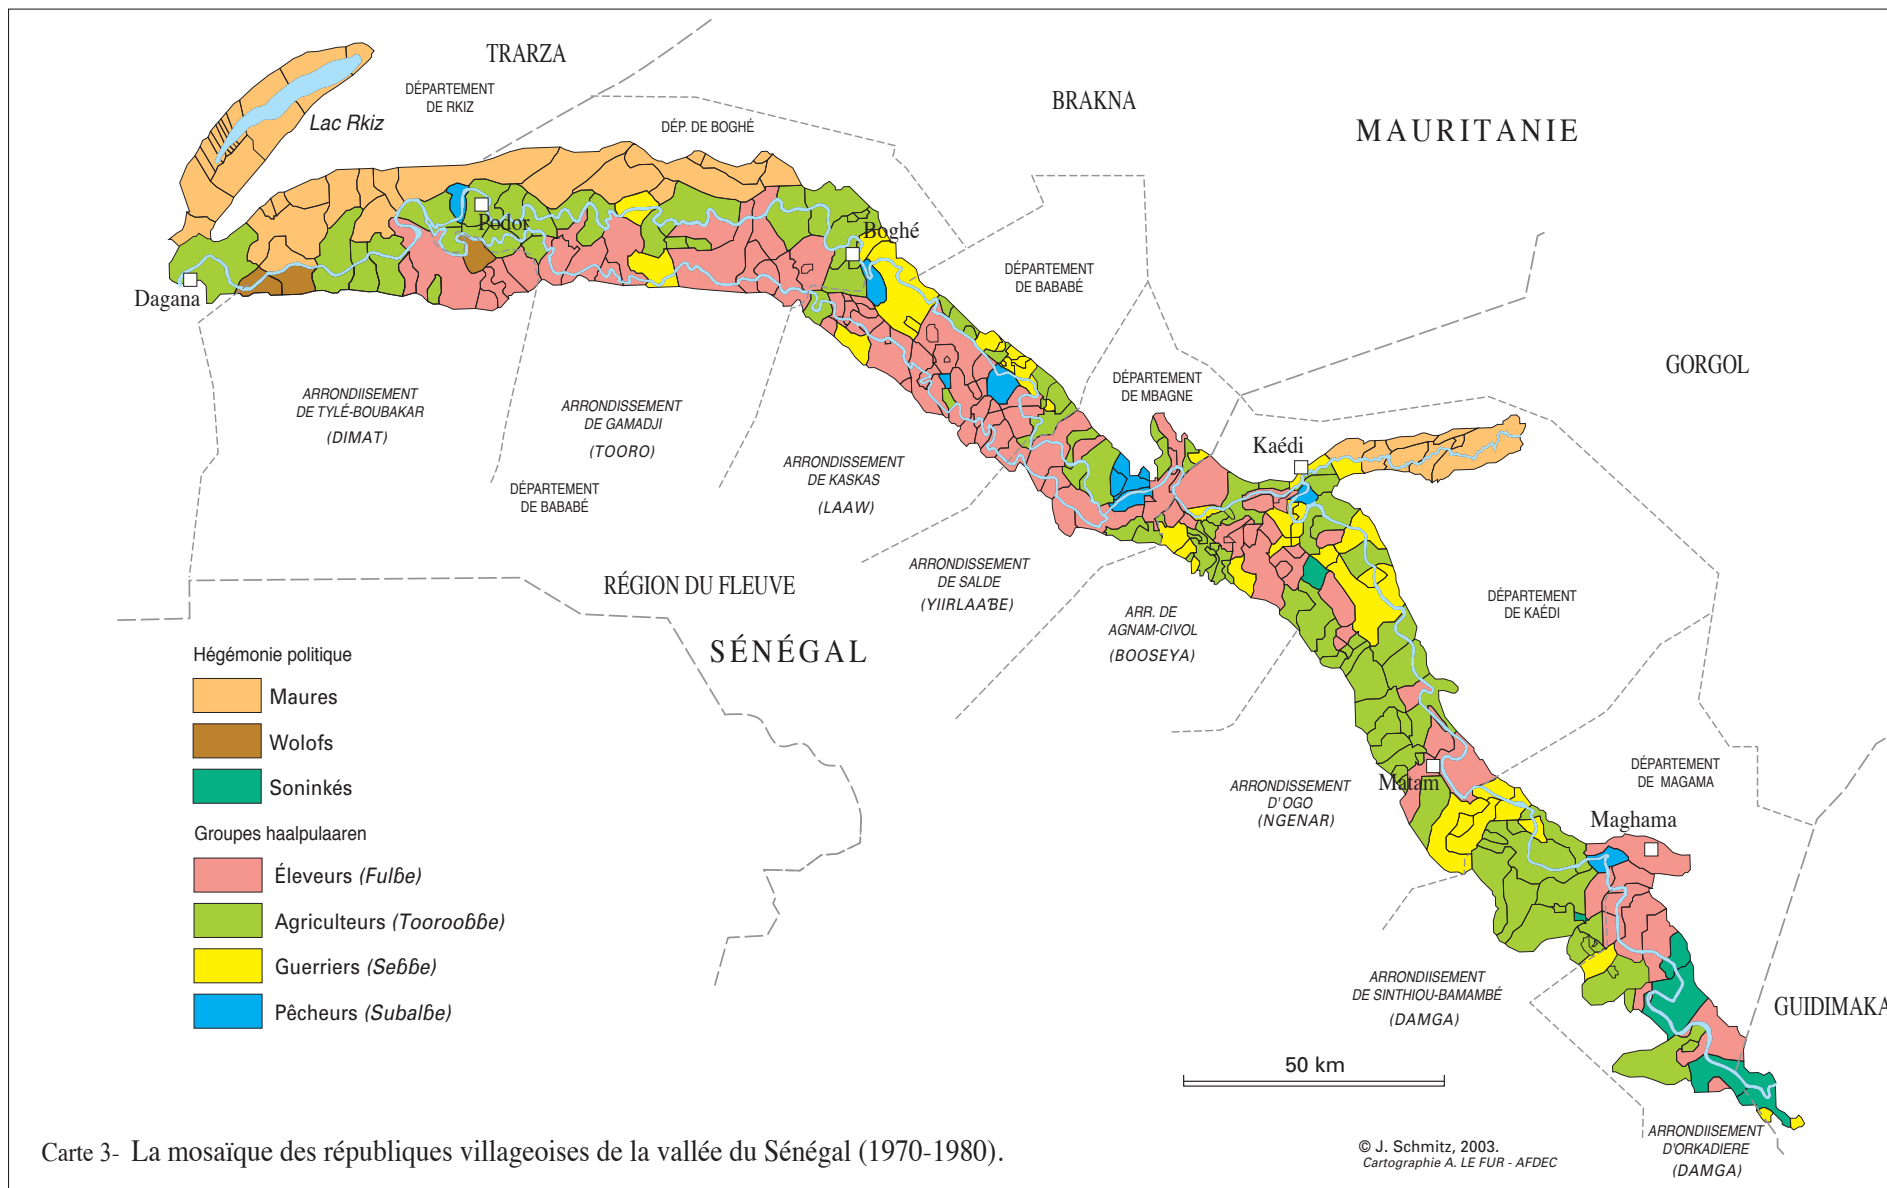 TRARZA
DÉPARTEMENT
DE RKIZ
Lac Rkiz
DÉP. DE BOGHÉ
BRAKNA
MAURITANIE
Podor
Boghé
Dagana
DÉPARTEMENT
DE BABABÉ
GORGOL
DÉPARTEMENT
DE MBAGNE
Kaédi
ARRONDIISEMENT
DE TYLÉ-BOUBAKAR
(DIMAT)
ARRONDISSEMENT
DE GAMADJI
(TOORO)
ARRONDISSEMENT
DE KASKAS
(LAAW)
DÉPARTEMENT
DE BABABÉ
ARRONDISSEMENT
DE SALDE
(YIIRLAAƁE)
RÉGION DU FLEUVE
SÉNÉGAL
ARR. DE
AGNAM-CIVOL
(BOOSEYA)
DÉPARTEMENT
DE KAÉDI
Hégémonie politique
Maures
Wolofs
Soninkés
Groupes haalpulaaren
Éleveurs (Fulɓe)
Agriculteurs (Toorooɓɓe)
Guerriers (Seɓɓe)
Pêcheurs (Subalɓe)
ARRONDISSEMENT
D' OGO
(NGENAR)
Matam
DÉPARTEMENT
DE MAGAMA
Maghama
ARRONDIISEMENT
DE SINTHIOU-BAMAMBÉ
(DAMGA)
GUIDIMAKA
50 km
ARRONDIISEMENT
D'ORKADIERE
(DAMGA)
Carte 3- La mosaïque des républiques villageoises de la vallée du Sénégal (1970-1980).
© J. Schmitz, 2003.
Cartographie A. LE FUR - AFDEC